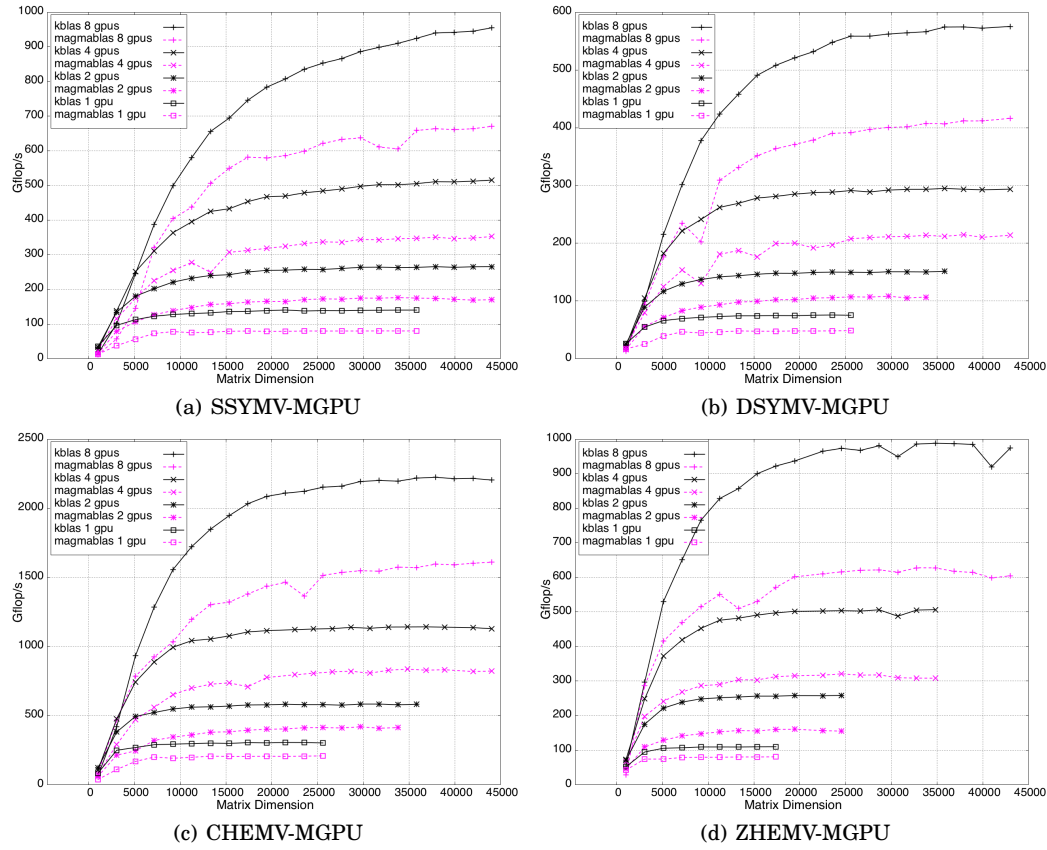 1000
900
800
700
600
500
400
300
200
100
0
Gflop/s
kblas 8 gpus
magmablas 8 gpus
kblas 4 gpus
magmablas 4 gpus
kblas 2 gpus
magmablas 2 gpus
kblas 1 gpu
magmablas 1 gpu
0 5000 10000 15000 20000 25000 30000 35000 40000 45000
Matrix Dimension
(a) SSYMV-MGPU
600
500
400
300
200
100
0
Gflop/s
kblas 8 gpus
magmablas 8 gpus
kblas 4 gpus
magmablas 4 gpus
kblas 2 gpus
magmablas 2 gpus
kblas 1 gpu
magmablas 1 gpu
0 5000 10000 15000 20000 25000 30000 35000 40000 45000
Matrix Dimension
(b) DSYMV-MGPU
2500
2000
1500
1000
500
0
Gflop/s
kblas 8 gpus
magmablas 8 gpus
kblas 4 gpus
magmablas 4 gpus
kblas 2 gpus
magmablas 2 gpus
kblas 1 gpu
magmablas 1 gpu
0 5000 10000 15000 20000 25000 30000 35000 40000 45000
Matrix Dimension
(c) CHEMV-MGPU
1000
900
800
700
600
500
400
300
200
100
0
Gflop/s
kblas 8 gpus
magmablas 8 gpus
kblas 4 gpus
magmablas 4 gpus
kblas 2 gpus
magmablas 2 gpus
kblas 1 gpu
magmablas 1 gpu
0 5000 10000 15000 20000 25000 30000 35000 40000 45000
Matrix Dimension
(d) ZHEMV-MGPU